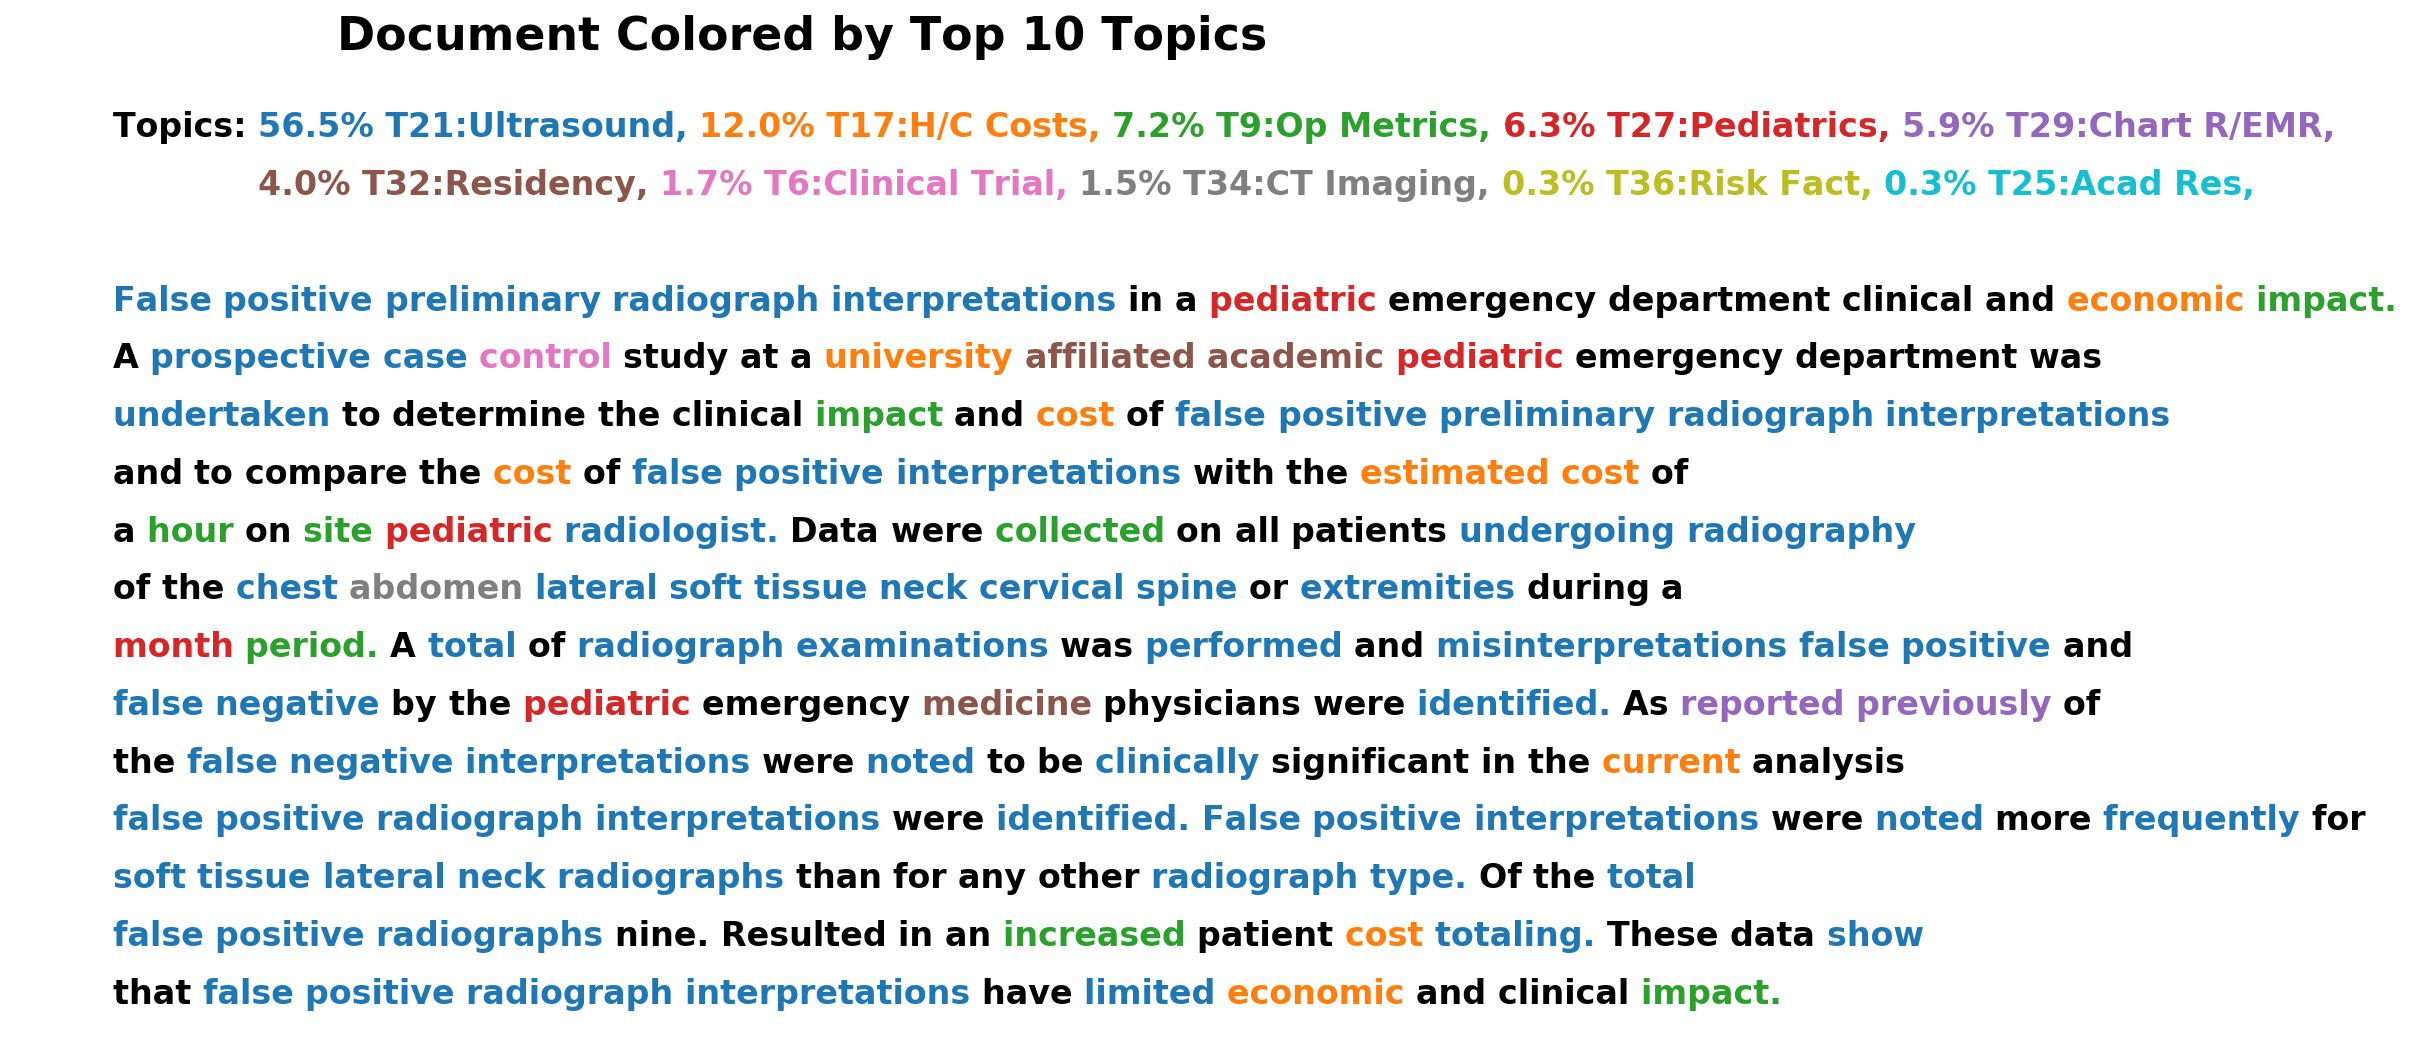 Document Colored by Top 10 Topics
Topics: 56.5% T21:Ultrasound, 12.0% T17:H/C Costs, 7.2% T9:Op Metrics, 6.3% T27:Pediatrics, 5.9% T29:Chart R/EMR,
4.0% T32:Residency, 1.7% T6:Clinical Trial, 1.5% T34:CT Imaging, 0.3% T36:Risk Fact, 0.3% T25:Acad Res,
False positive preliminary radiograph interpretations in a pediatric emergency department clinical and economic impact.
A prospective case control study at a university affiliated academic pediatric emergency department was
undertaken to determine the clinical impact and cost of false positive preliminary radiograph interpretations
and to compare the cost of false positive interpretations with the estimated cost of
a hour on site pediatric radiologist. Data were collected on all patients undergoing radiography
of the chest abdomen lateral soft tissue neck cervical spine or extremities during a
month period. A total of radiograph examinations was performed and misinterpretations false positive and
false negative by the pediatric emergency medicine physicians were identified. As reported previously of
the false negative interpretations were noted to be clinically significant in the current analysis
false positive radiograph interpretations were identified. False positive interpretations were noted more frequently for
soft tissue lateral neck radiographs than for any other radiograph type. Of the total
false positive radiographs nine. Resulted in an increased patient cost totaling. These data show
that false positive radiograph interpretations have limited economic and clinical impact.